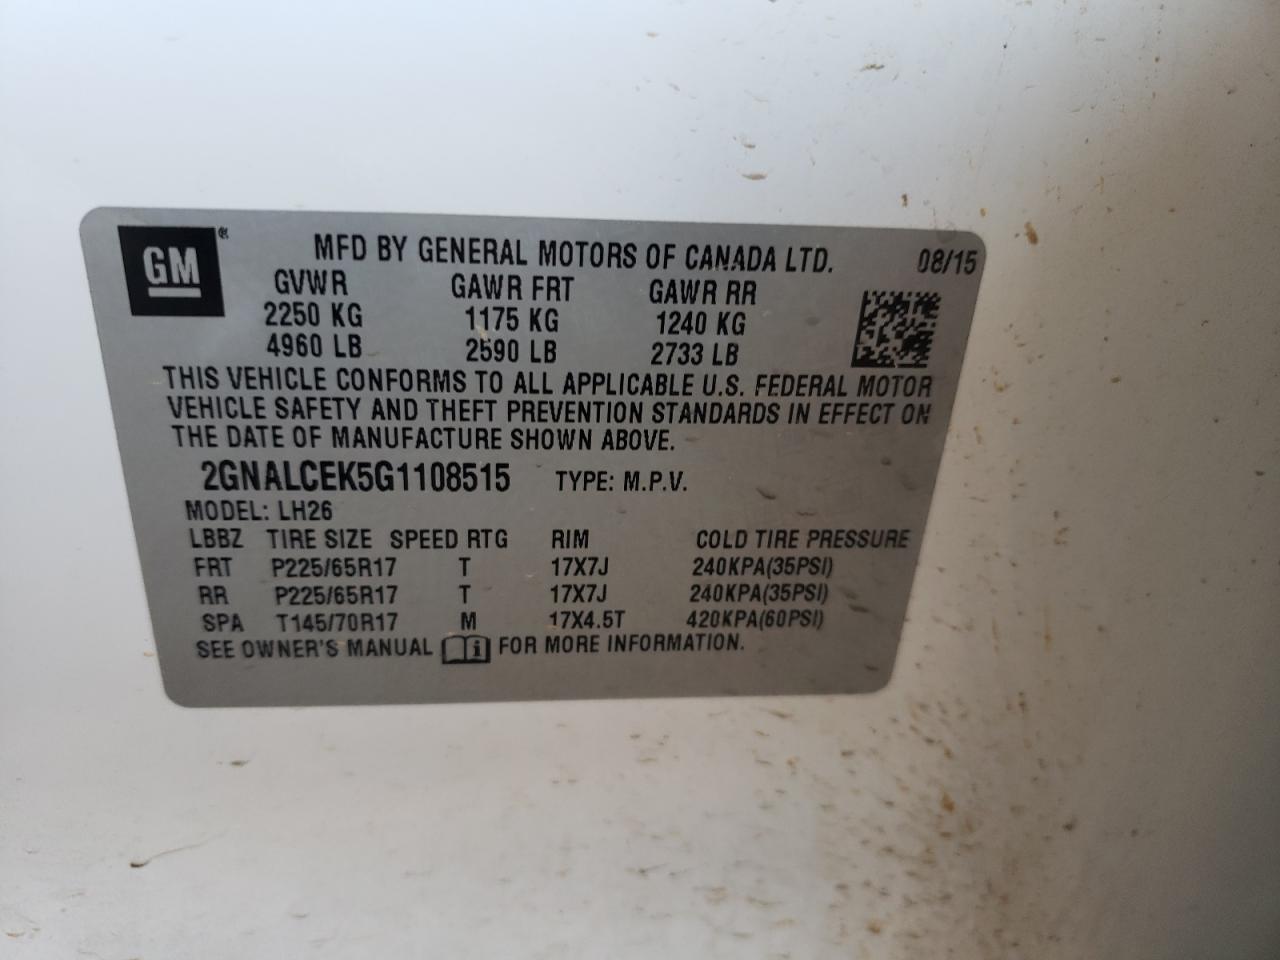 GM ® MFD BY GENERAL MOTORS OF CANADA LTD. 08/15
GVWR GAWR FRT GAWR RR
2250 KG 1175 KG 1240 KG
4960 LB 2590 LB 2733 LB
THIS VEHICLE CONFORMS TO ALL APPLICABLE U.S. FEDERAL MOTOR
VEHICLE SAFETY AND THEFT PREVENTION STANDARDS IN EFFECT ON
THE DATE OF MANUFACTURE SHOWN ABOVE.
2GNALCEK5G1108515 TYPE: M.P.V.
MODEL: LH26
LBBZ TIRE SIZE SPEED RTG RIM COLD TIRE PRESSURE
FRT P225/65R17 T 17X7J 240KPA(35PSI)
RR P225/65R17 T 17X7J 240KPA(35PSI)
SPA T145/70R17 M 17X4.5T 420KPA(60PSI)
SEE OWNER'S MANUAL i FOR MORE INFORMATION.